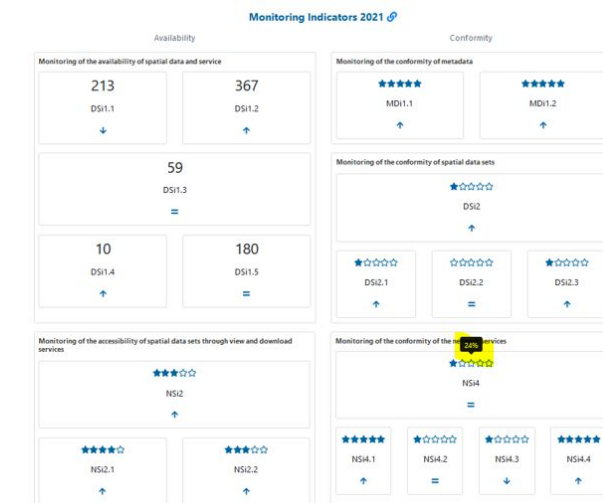 Monitoring Indicators 2021
Availability
Conformity
Monitoring of the availability of spatial data and service
213
DSi1.1
367
DSi1.2
59
DSi1.3
10
DSi1.4
180
DSi1.5
Monitoring of the conformity of metadata
MDi1.1
MDi1.2
Monitoring of the conformity of spatial data sets
DSi2
DSi2.1
DSi2.2
DSi2.3
Monitoring of the accessibility of spatial data sets through view and download
services
NSi2
NSi2.1
NSi2.2
Monitoring of the conformity of the ne
24%
ervices
NSi4
NSi4.1
NSi4.2
NSi4.3
NSi4.4